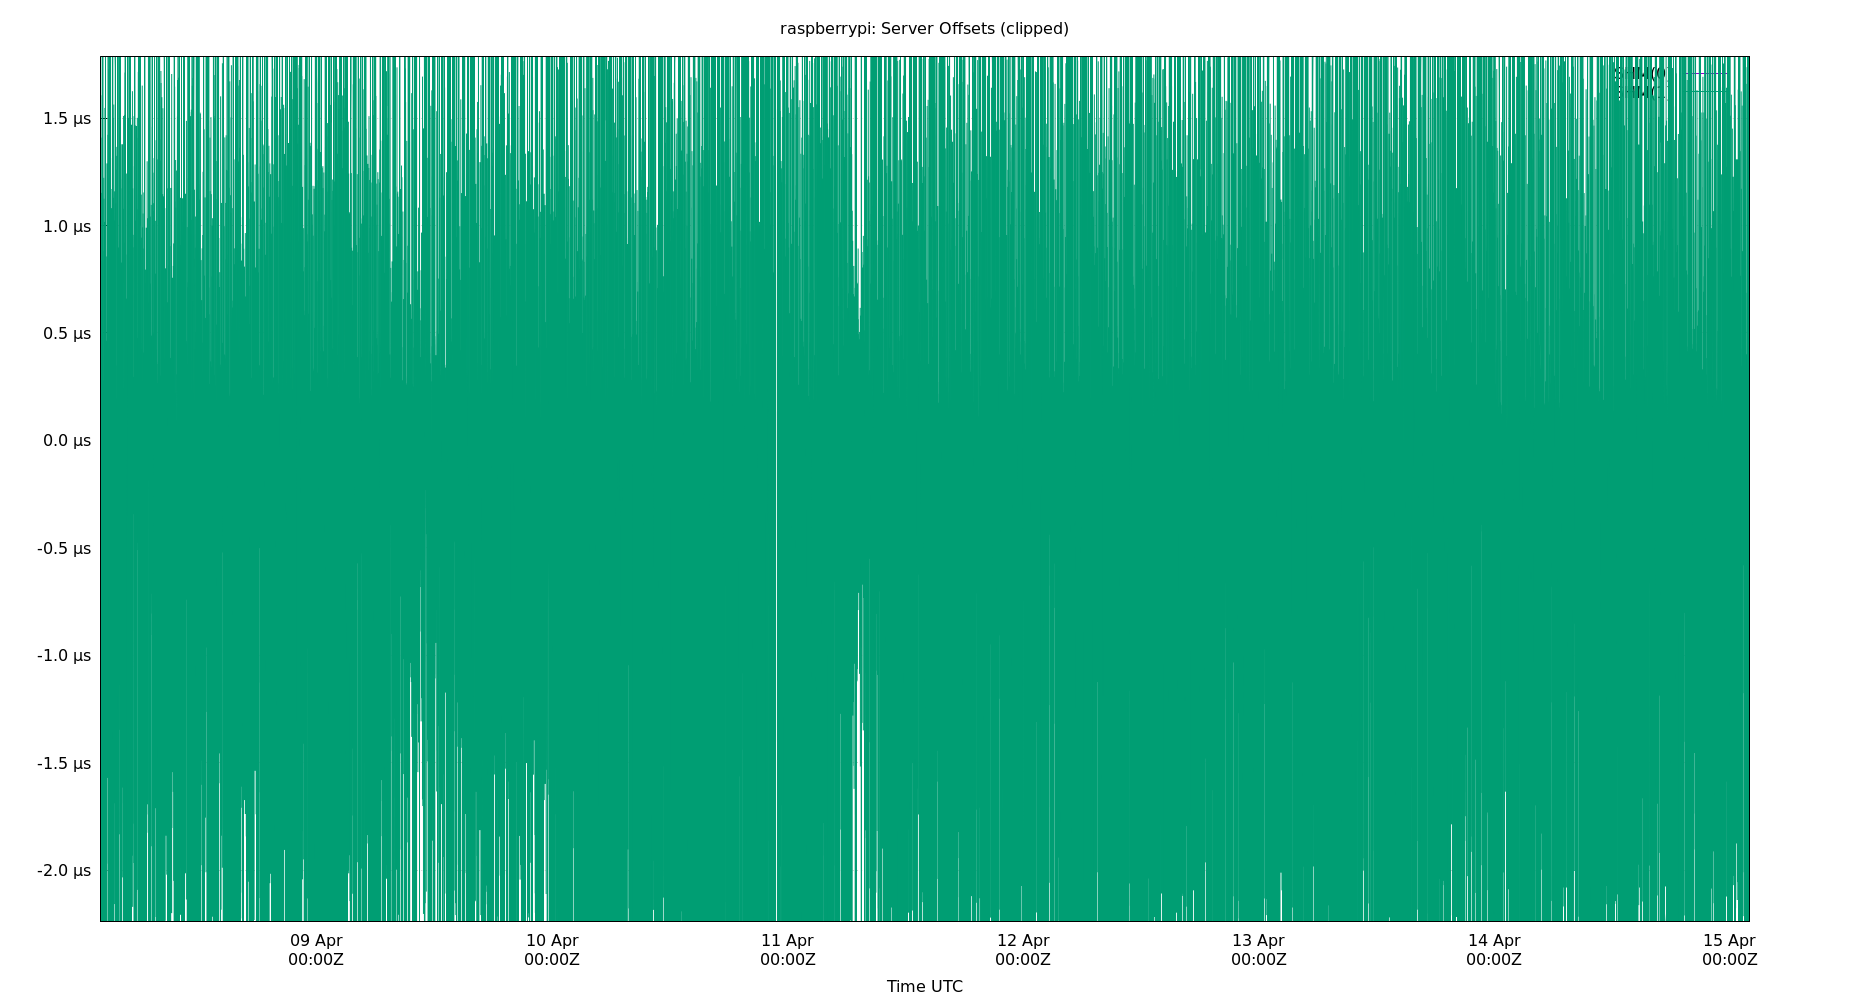 raspberrypi: Server Offsets (clipped)
1.5 µs
1.0 µs
0.5 µs
0.0 µs
-0.5 µs
-1.0 µs
-1.5 µs
-2.0 µs
09 Apr 10 Apr 11 Apr 12 Apr 13 Apr 14 Apr 15 Apr
00:00Z 00:00Z 00:00Z 00:00Z 00:00Z 00:00Z 00:00Z
Time UTC